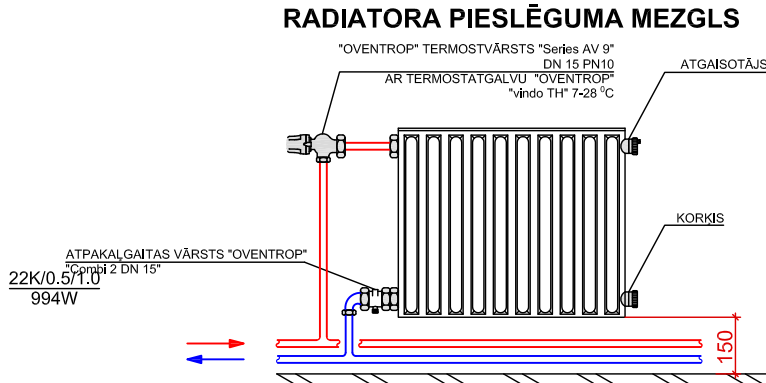 RADIATORA PIESLĒGUMA MEZGLS
"OVENTROP" TERMOSTVĀRSTS "Series AV 9"
DN 15 PN10
AR TERMOSTATGALVU "OVENTROP"
"vindo TH" 7-28 ⁰C
ATGAISOTĀJS
KORĶIS
ATPAKAĻGAITAS VĀRSTS "OVENTROP"
"Combi 2 DN 15"
22K/0.5/1.0
994W
150